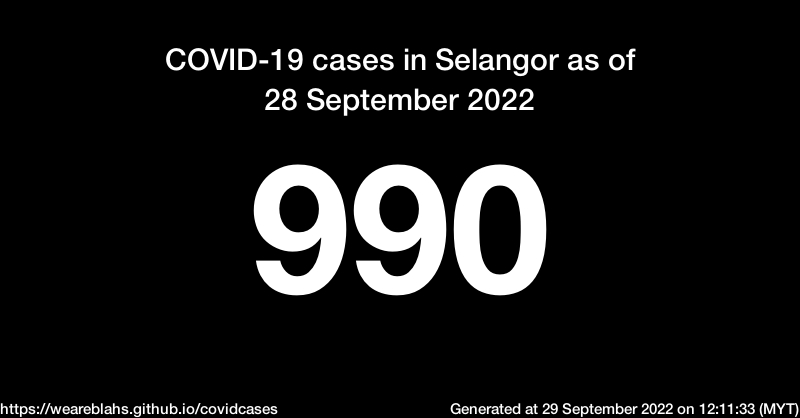 COVID-19 cases in Selangor as of
28 September 2022
990
https://weareblahs.github.io/covidcases
Generated at 29 September 2022 on 12:11:33 (MYT)